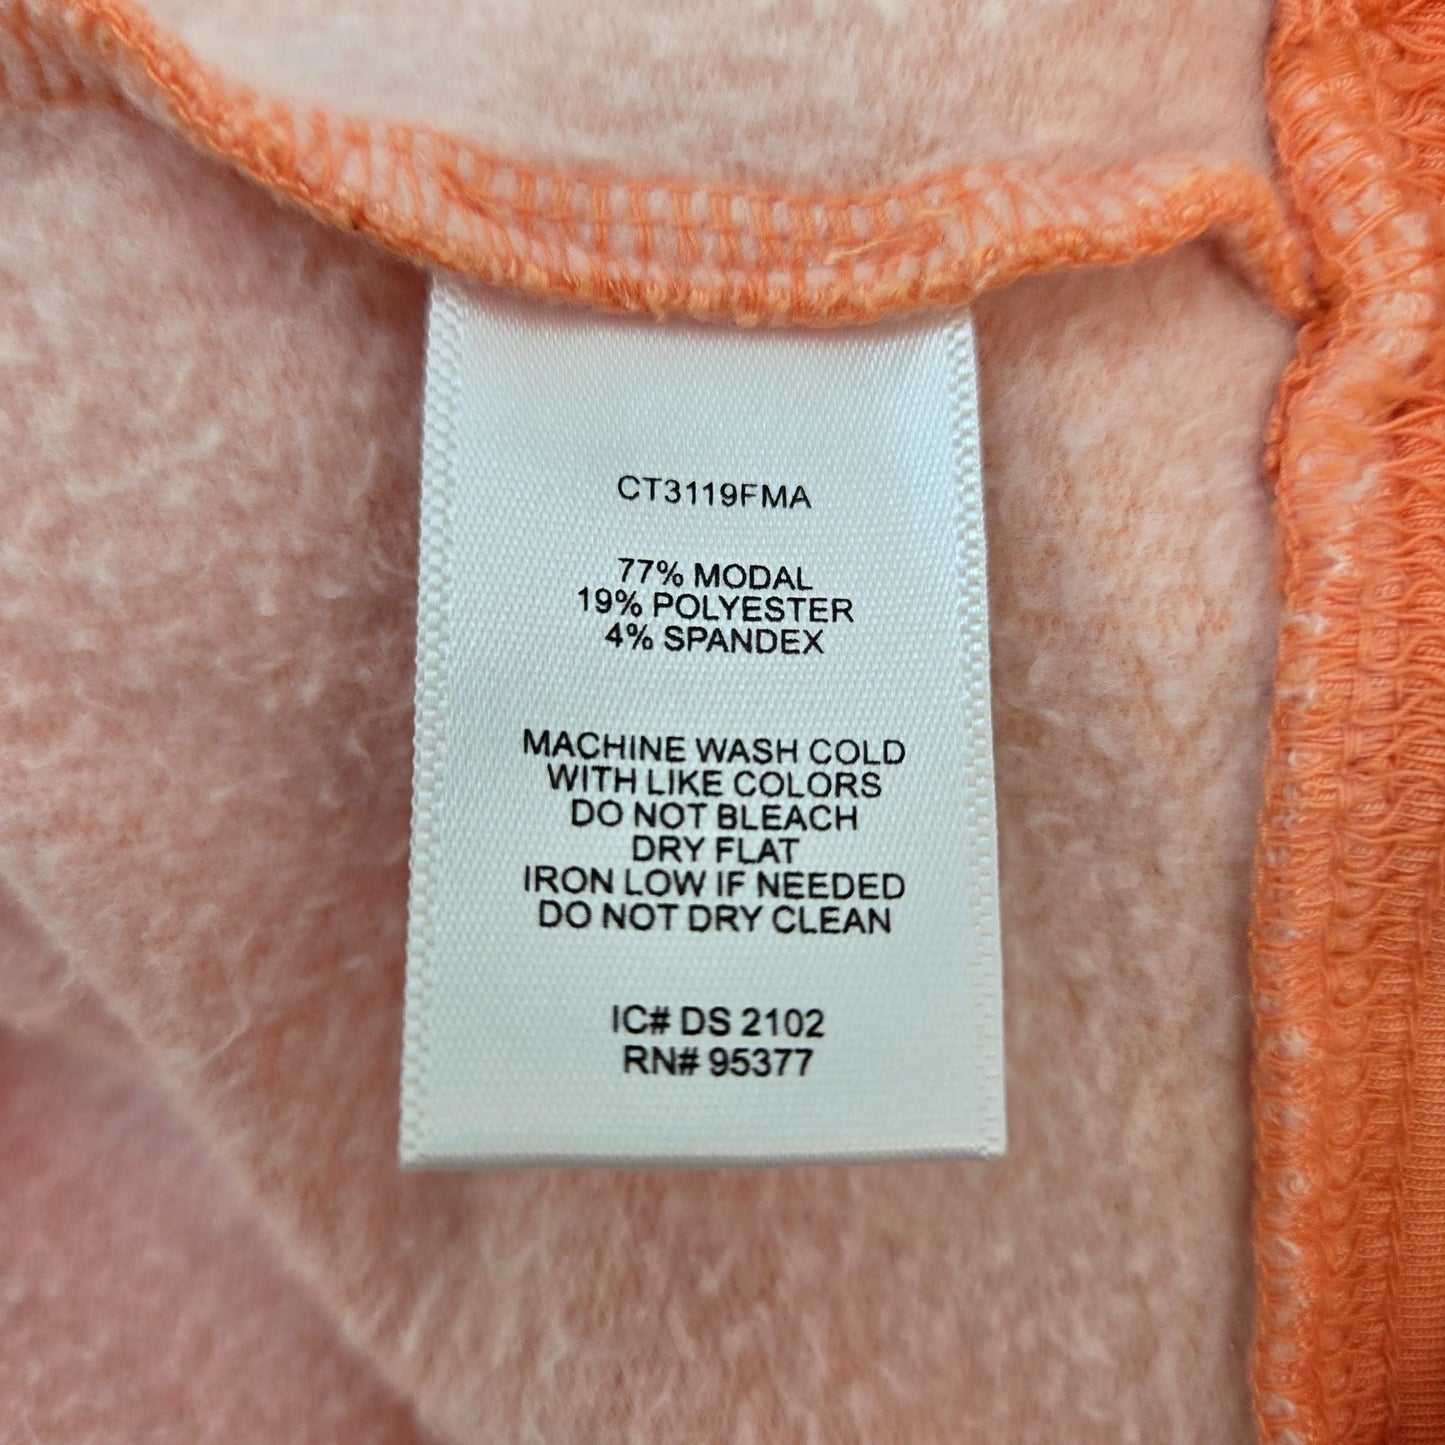 CT3119FMA
77% MODAL
19% POLYESTER
4% SPANDEX
MACHINE WASH COLD
WITH LIKE COLORS
DO NOT BLEACH
DRY FLAT
IRON LOW IF NEEDED
DO NOT DRY CLEAN
IC# DS 2102
RN# 95377